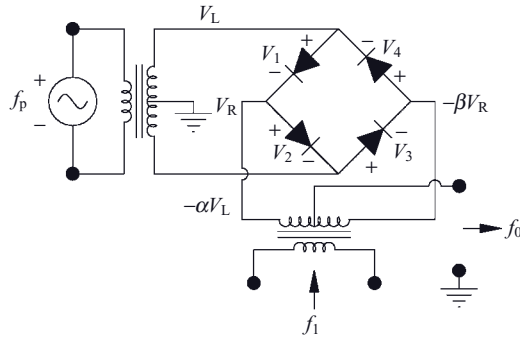 V_L
+
+
V_1
−
−
V_4
+
f_p
+
−
V_R
−βV_R
+
V_2
−
−
V_3
+
−αV_L
f_0
f_1